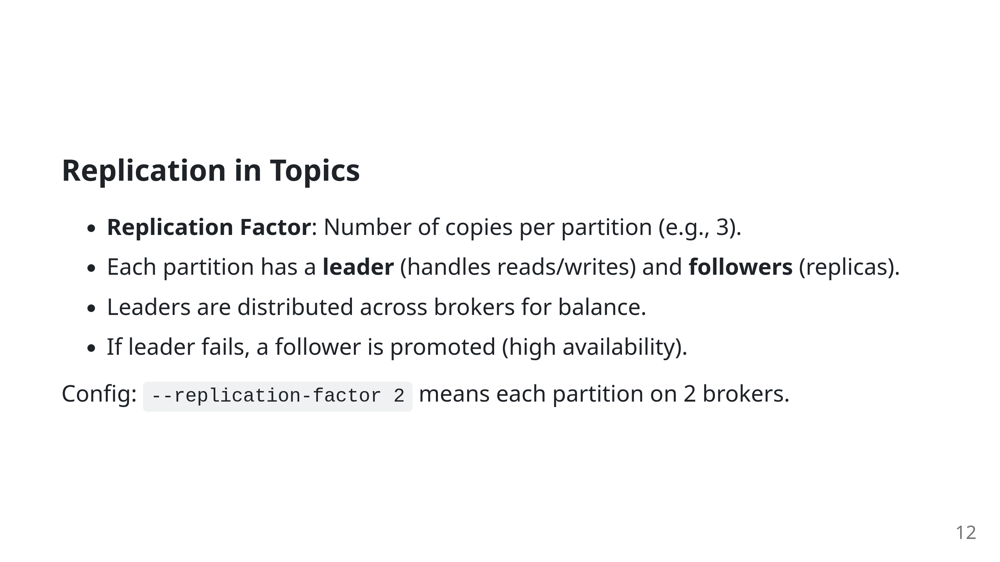 Replication in Topics
• Replication Factor: Number of copies per partition (e.g., 3).
• Each partition has a leader (handles reads/writes) and followers (replicas).
• Leaders are distributed across brokers for balance.
• If leader fails, a follower is promoted (high availability).
Config: --replication-factor 2 means each partition on 2 brokers.
12